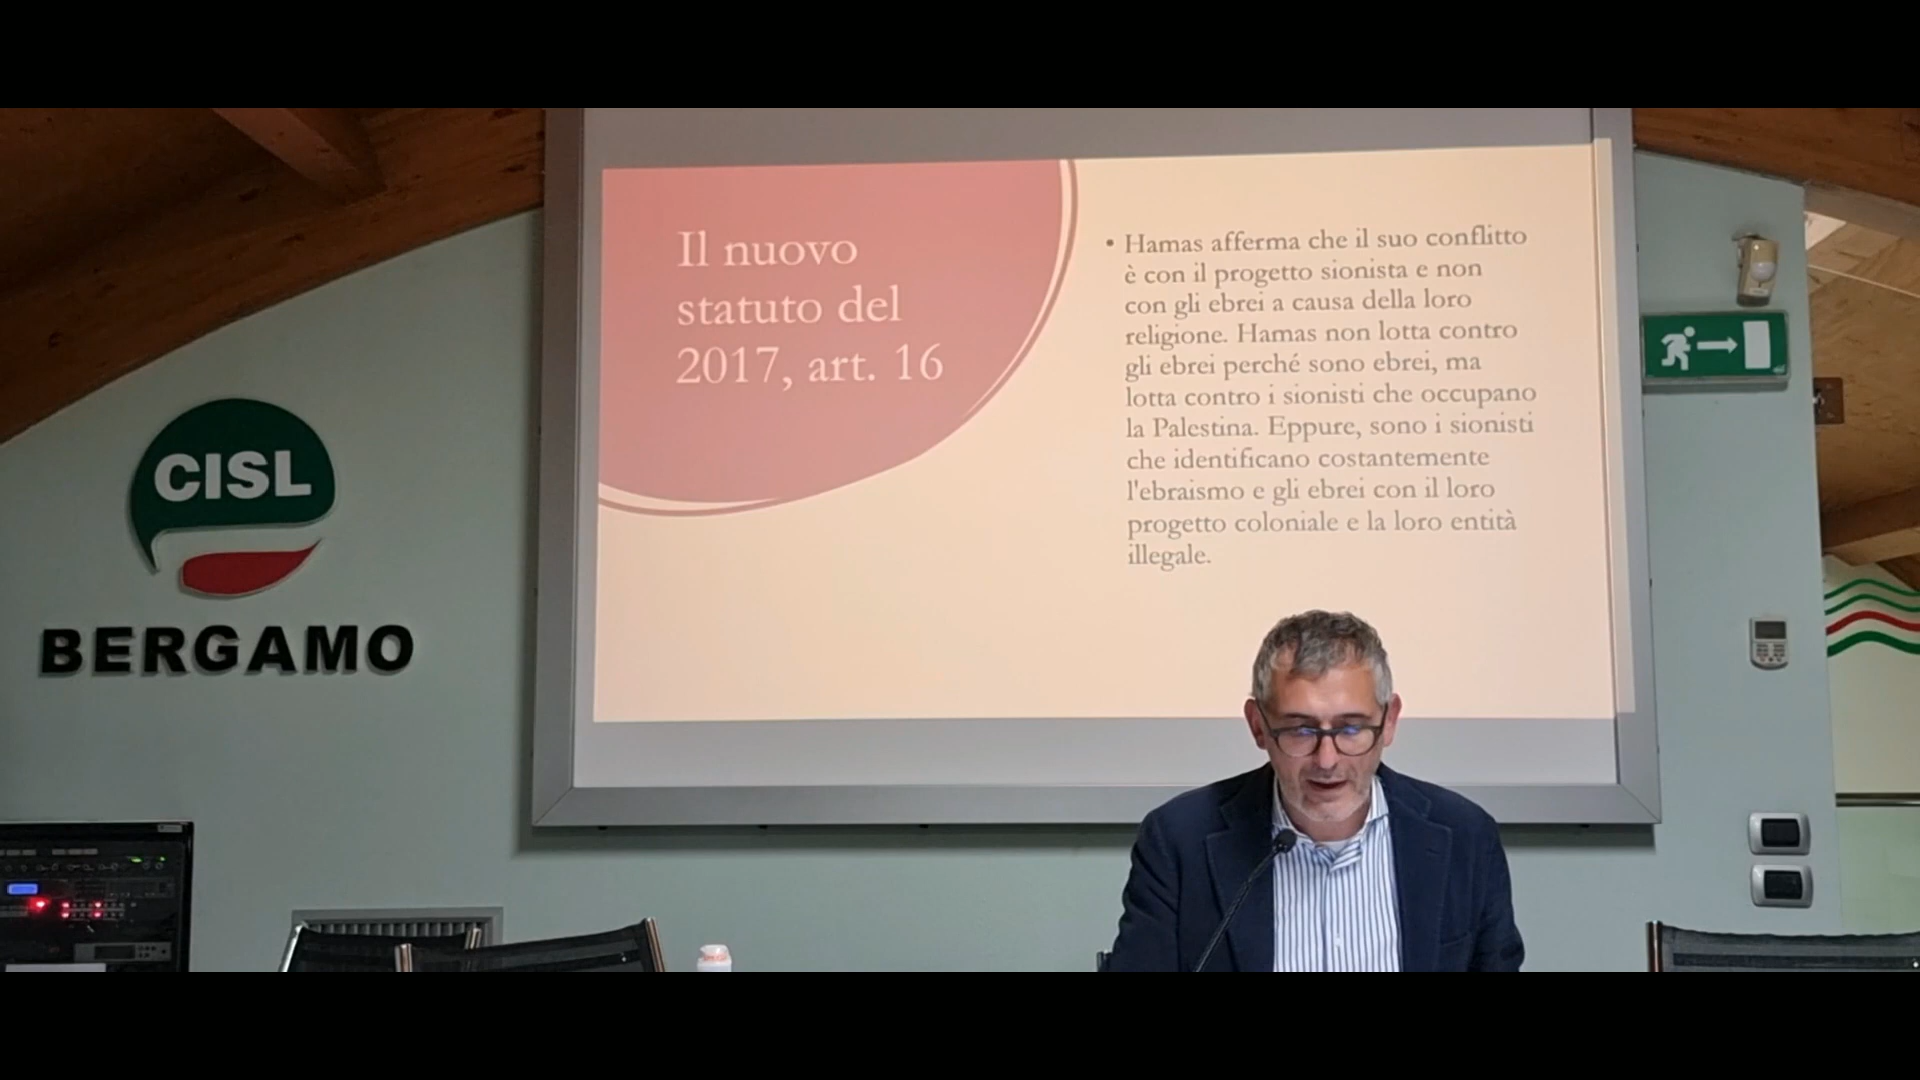 Il nuovo
statuto del
2017, art. 16
• Hamas afferma che il suo conflitto
è con il progetto sionista e non
con gli ebrei a causa della loro
religione. Hamas non lotta contro
gli ebrei perché sono ebrei, ma
lotta contro i sionisti che occupano
la Palestina. Eppure, sono i sionisti
che identificano costantemente
l'ebraismo e gli ebrei con il loro
progetto coloniale e la loro entità
illegale.
CISL
BERGAMO